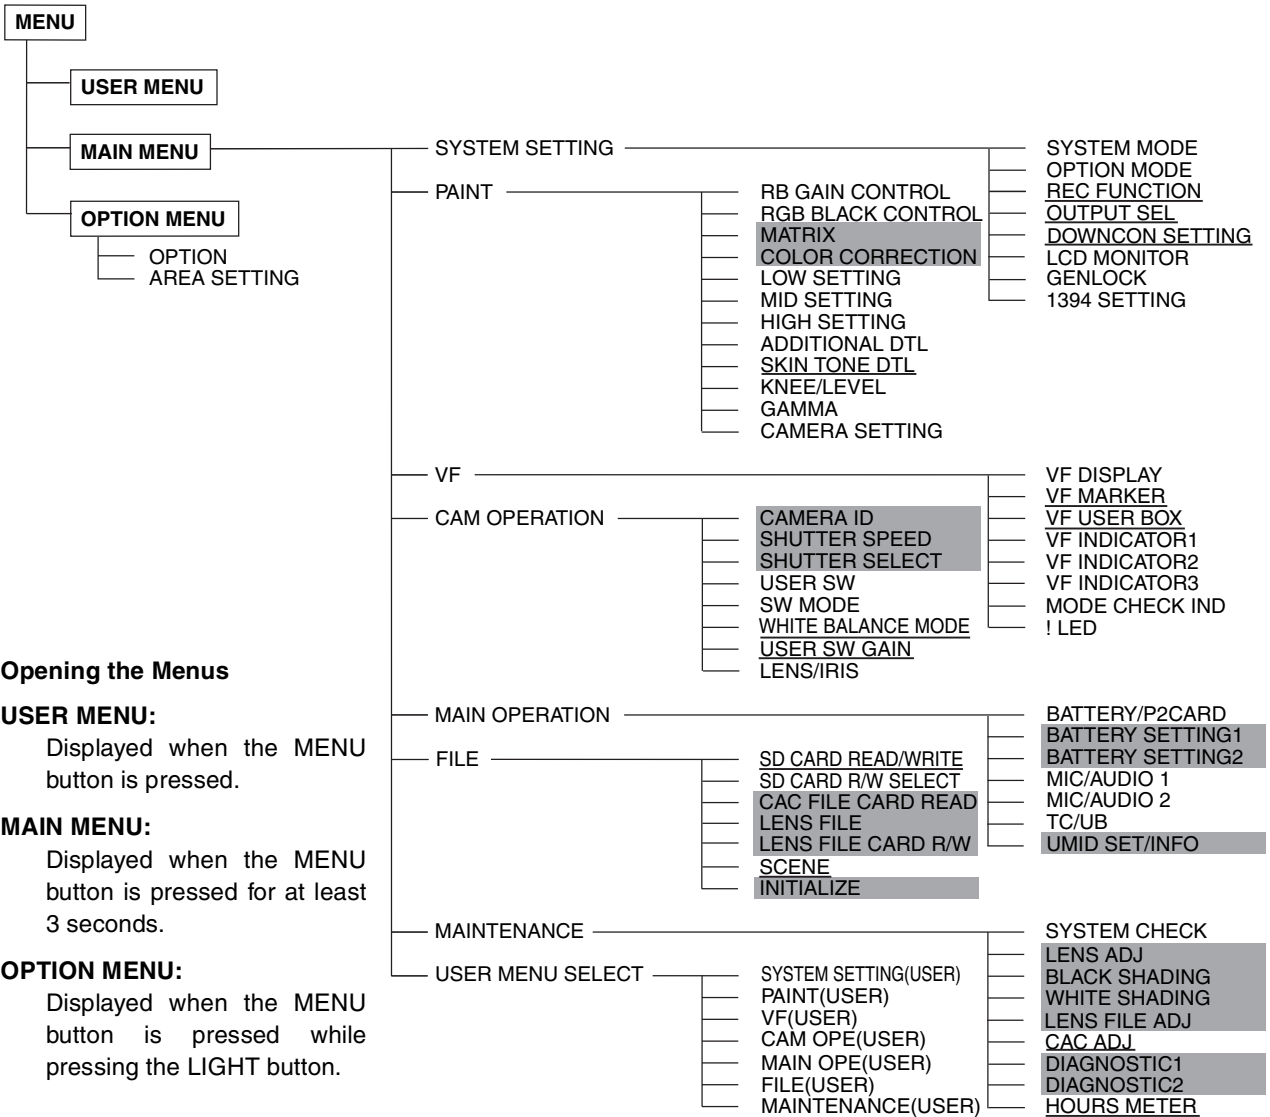 MENU
USER MENU
MAIN MENU
OPTION MENU
OPTION
AREA SETTING
SYSTEM SETTING
SYSTEM MODE
OPTION MODE
REC FUNCTION
OUTPUT SEL
DOWNCON SETTING
LCD MONITOR
GENLOCK
1394 SETTING
PAINT
RB GAIN CONTROL
RGB BLACK CONTROL
MATRIX
COLOR CORRECTION
LOW SETTING
MID SETTING
HIGH SETTING
ADDITIONAL DTL
SKIN TONE DTL
KNEE/LEVEL
GAMMA
CAMERA SETTING
VF
VF DISPLAY
VF MARKER
VF USER BOX
VF INDICATOR1
VF INDICATOR2
VF INDICATOR3
MODE CHECK IND
! LED
CAM OPERATION
CAMERA ID
SHUTTER SPEED
SHUTTER SELECT
USER SW
SW MODE
WHITE BALANCE MODE
USER SW GAIN
LENS/IRIS
MAIN OPERATION
BATTERY/P2CARD
BATTERY SETTING1
BATTERY SETTING2
MIC/AUDIO 1
MIC/AUDIO 2
TC/UB
UMID SET/INFO
FILE
SD CARD READ/WRITE
SD CARD R/W SELECT
CAC FILE CARD READ
LENS FILE
LENS FILE CARD R/W
SCENE
INITIALIZE
MAINTENANCE
SYSTEM CHECK
LENS ADJ
BLACK SHADING
WHITE SHADING
LENS FILE ADJ
CAC ADJ
DIAGNOSTIC1
DIAGNOSTIC2
HOURS METER
USER MENU SELECT
SYSTEM SETTING(USER)
PAINT(USER)
VF(USER)
CAM OPE(USER)
MAIN OPE(USER)
FILE(USER)
MAINTENANCE(USER)
Opening the Menus
USER MENU:
Displayed when the MENU
button is pressed.
MAIN MENU:
Displayed when the MENU
button is pressed for at least
3 seconds.
OPTION MENU:
Displayed when the MENU
button is pressed while
pressing the LIGHT button.